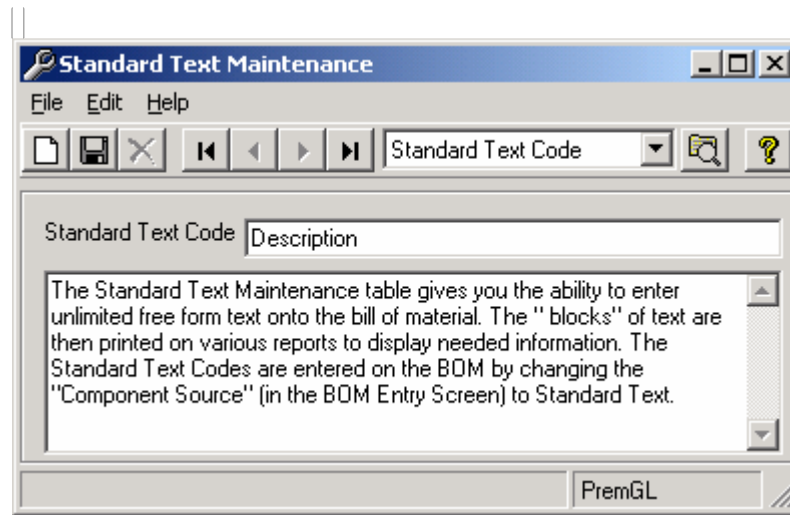 Standard Text Maintenance
File Edit Help
Standard Text Code
Standard Text Code Description
The Standard Text Maintenance table gives you the ability to enter
unlimited free form text onto the bill of material. The " blocks" of text are
then printed on various reports to display needed information. The
Standard Text Codes are entered on the BOM by changing the
"Component Source" (in the BOM Entry Screen) to Standard Text.
PremGL